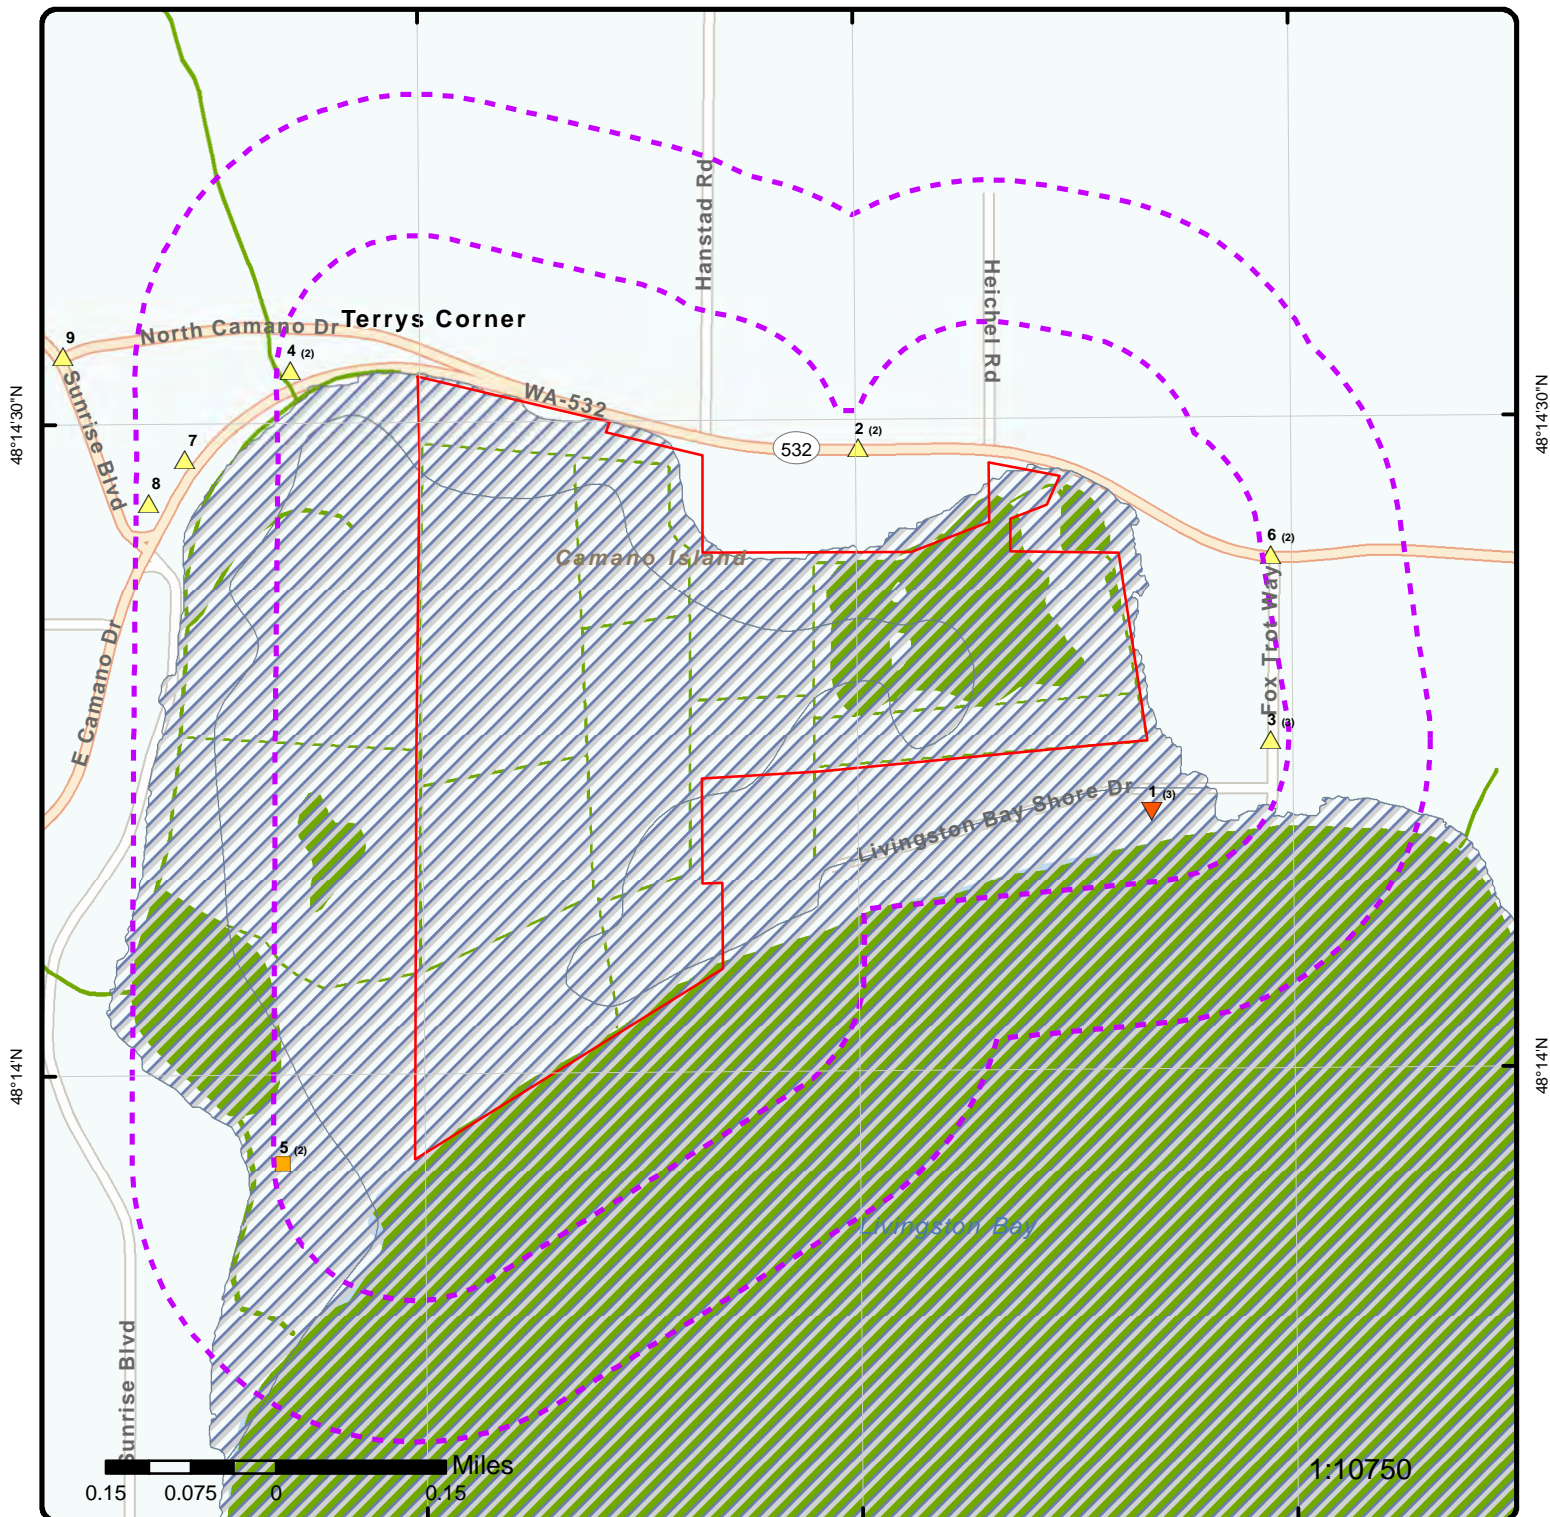 Hanstad Rd
Heichel Rd
North Camano Dr
Terrys Corner
9
4 (2)
Sunrise Blvd
WA-532
48°14'30"N
48°14'30"N
532
2 (2)
7
8
6 (2)
Camano Island
Fox Trot Way
E Camano Dr
3 (3)
1 (3)
Livingston Bay Shore Dr
48°14'N
48°14'N
5 (2)
Livingston Bay
Sunrise Blvd
Miles
1:10750
0.15 0.075 0 0.15